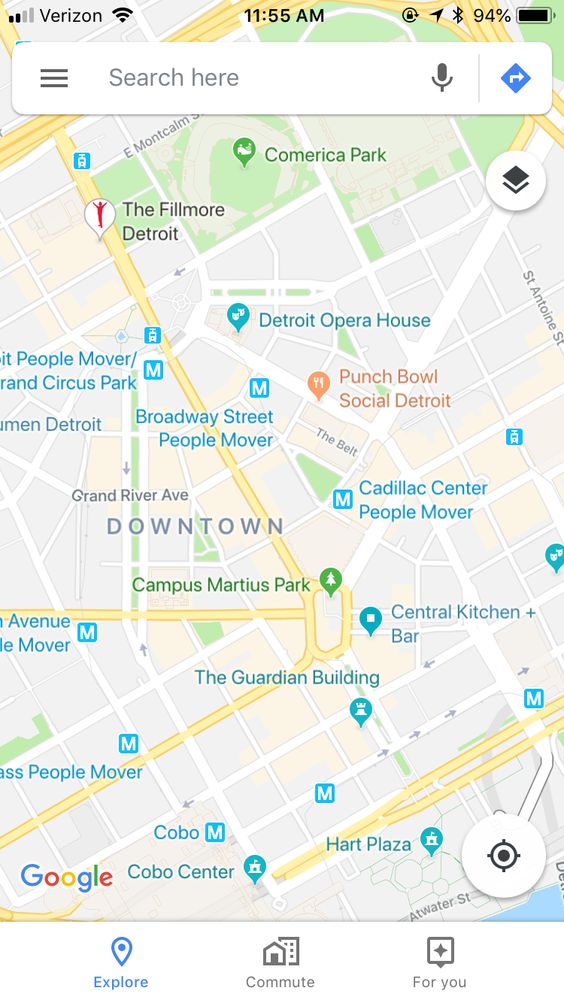 Verizon 11:55 AM 94%
Search here
E Montcalm S
Comerica Park
The Fillmore
Detroit
St Antoine St
Detroit Opera House
it People Mover/
rand Circus Park
Punch Bowl
Social Detroit
umen Detroit
Broadway Street
People Mover
The Belt
Grand River Ave
Cadillac Center
People Mover
DOWNTOWN
Campus Martius Park
Central Kitchen +
Bar
n Avenue
le Mover
The Guardian Building
ass People Mover
Cobo
Hart Plaza
Cobo Center
Google
Atwater St
Explore Commute For you